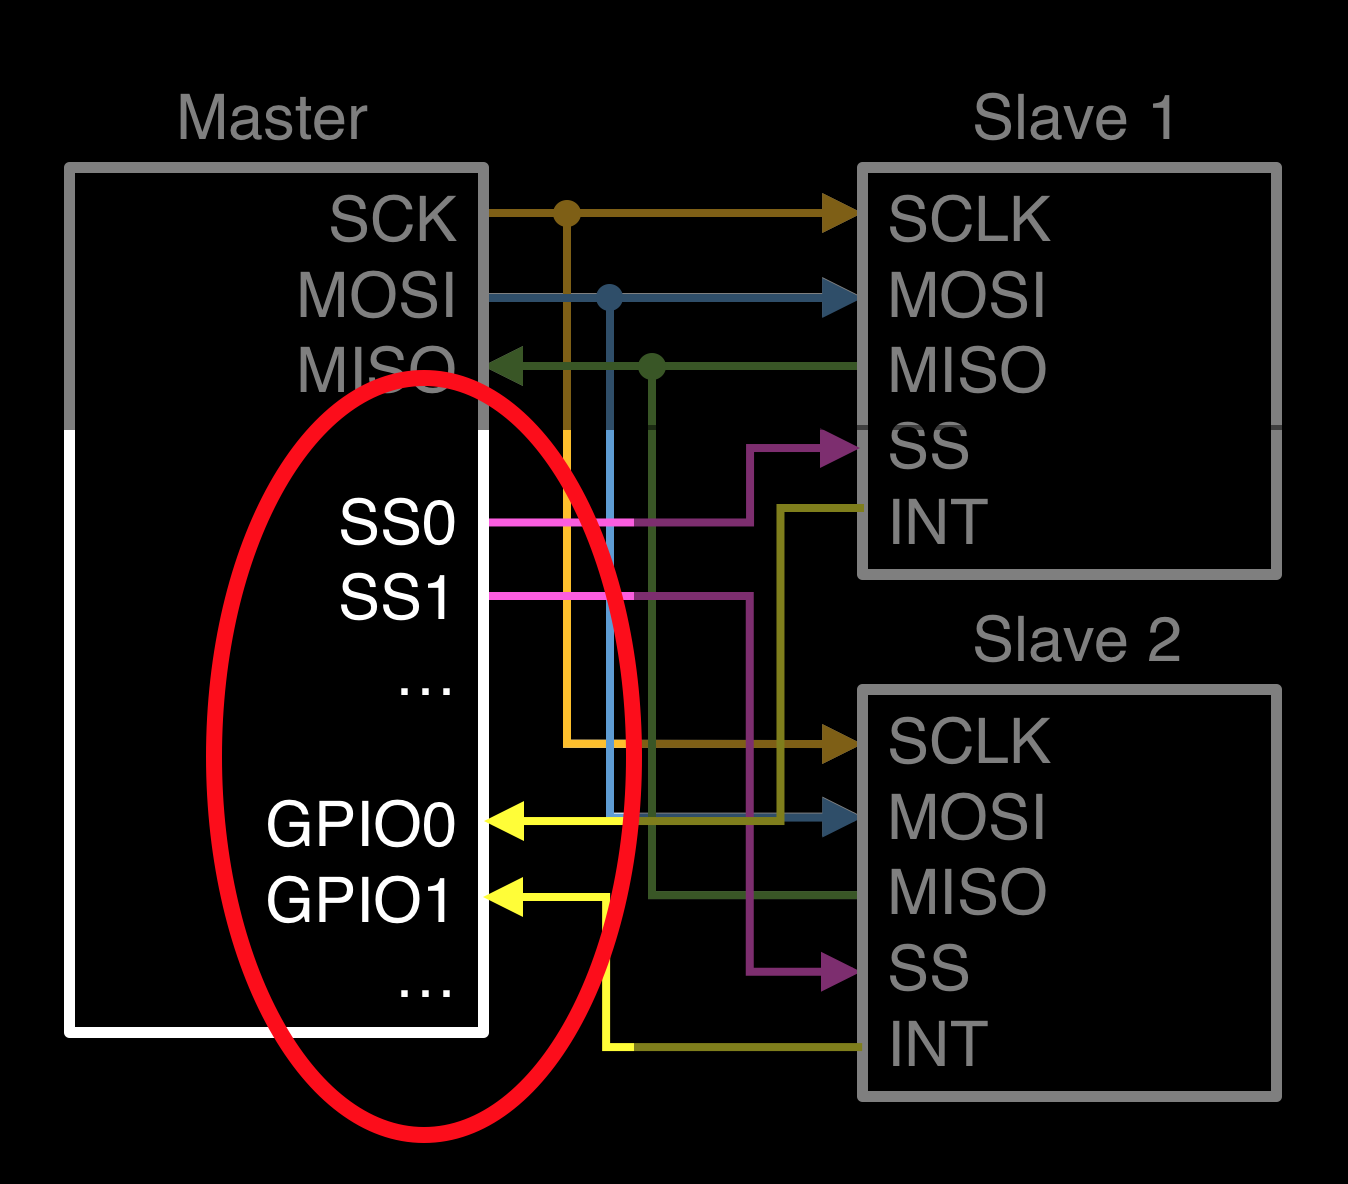 Master
SCK
MOSI
MISO
SS0
SS1
...
GPIO0
GPIO1
...
Slave 1
SCLK
MOSI
MISO
SS
INT
Slave 2
SCLK
MOSI
MISO
SS
INT